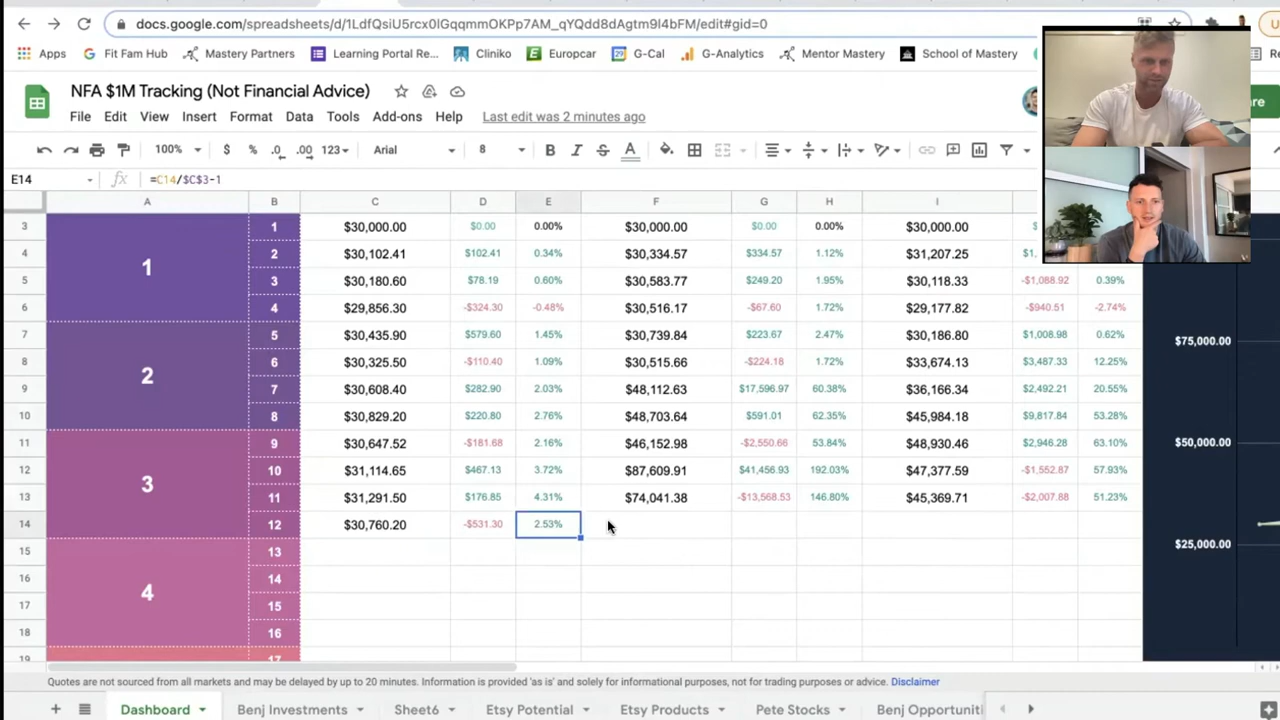 docs.google.com/spreadsheets/d/1LdfQsiU5rcx0lGqqmmOKPp7AM_qYQdd8dAgtm9I4bFM/edit#gid=0
Apps Fit Fam Hub Mastery Partners Learning Portal Re... Cliniko Europcar G-Cal G-Analytics Mentor Mastery School of Mastery
NFA $1M Tracking (Not Financial Advice)
File Edit View Insert Format Data Tools Add-ons Help Last edit was 2 minutes ago
100% $ % .0 .00 123 Arial 8 B I S A
E14 fx =C14/$C$3-1
A B C D E F G H I
3 1 $30,000.00 $0.00 0.00% $30,000.00 $0.00 0.00% $30,000.00
4 2 $30,102.41 $102.41 0.34% $30,334.57 $334.57 1.12% $31,207.25
1
5 3 $30,180.60 $78.19 0.60% $30,583.77 $249.20 1.95% $30,118.33 -$1,088.92 0.39%
6 4 $29,856.30 -$324.30 -0.48% $30,516.17 -$67.60 1.72% $29,177.82 -$940.51 -2.74%
7 5 $30,435.90 $579.60 1.45% $30,739.84 $223.67 2.47% $30,186.80 $1,008.98 0.62%
$75,000.00
8 6 $30,325.50 -$110.40 1.09% $30,515.66 -$224.18 1.72% $33,674.13 $3,487.33 12.25%
2
9 7 $30,608.40 $282.90 2.03% $48,112.63 $17,596.97 60.38% $36,166.34 $2,492.21 20.55%
10 8 $30,829.20 $220.80 2.76% $48,703.64 $591.01 62.35% $45,984.18 $9,817.84 53.28%
11 9 $30,647.52 -$181.68 2.16% $46,152.98 -$2,550.66 53.84% $48,930.46 $2,946.28 63.10% $50,000.00
12 10 $31,114.65 $467.13 3.72% $87,609.91 $41,456.93 192.03% $47,377.59 -$1,552.87 57.93%
3
13 11 $31,291.50 $176.85 4.31% $74,041.38 -$13,568.53 146.80% $45,369.71 -$2,007.88 51.23%
14 12 $30,760.20 -$531.30 2.53%
$25,000.00
15 13
16 14
4
17 15
18 16
19 17
Quotes are not sourced from all markets and may be delayed by up to 20 minutes. Information is provided 'as is' and solely for informational purposes, not for trading purposes or advice. Disclaimer
Dashboard Benj Investments Sheet6 Etsy Potential Etsy Products Pete Stocks Benj Opportuniti